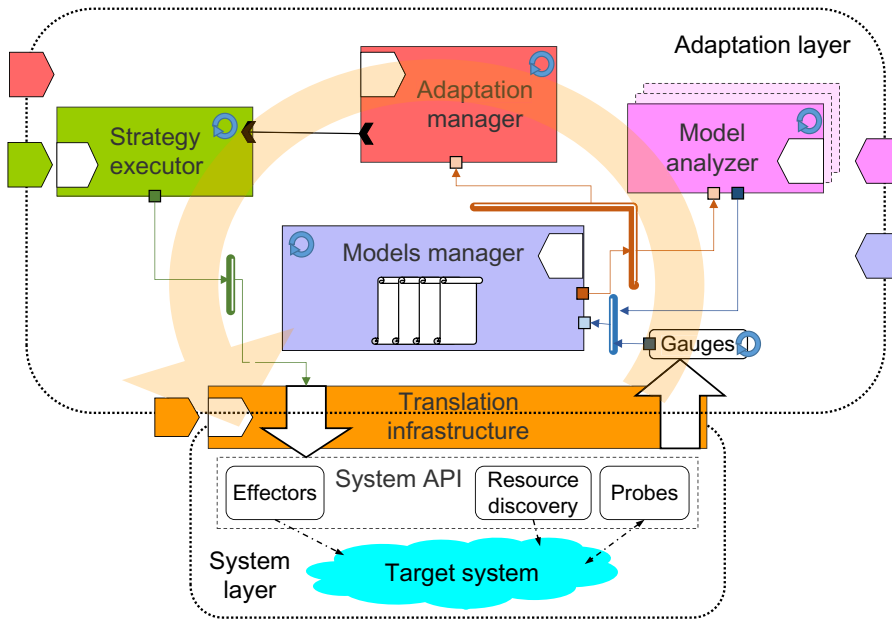 Adaptation layer
Adaptation
manager
Strategy
executor
Model
analyzer
Models manager
Gauges
Translation
infrastructure
System API
Effectors
Resource
discovery
Probes
System
layer
Target system